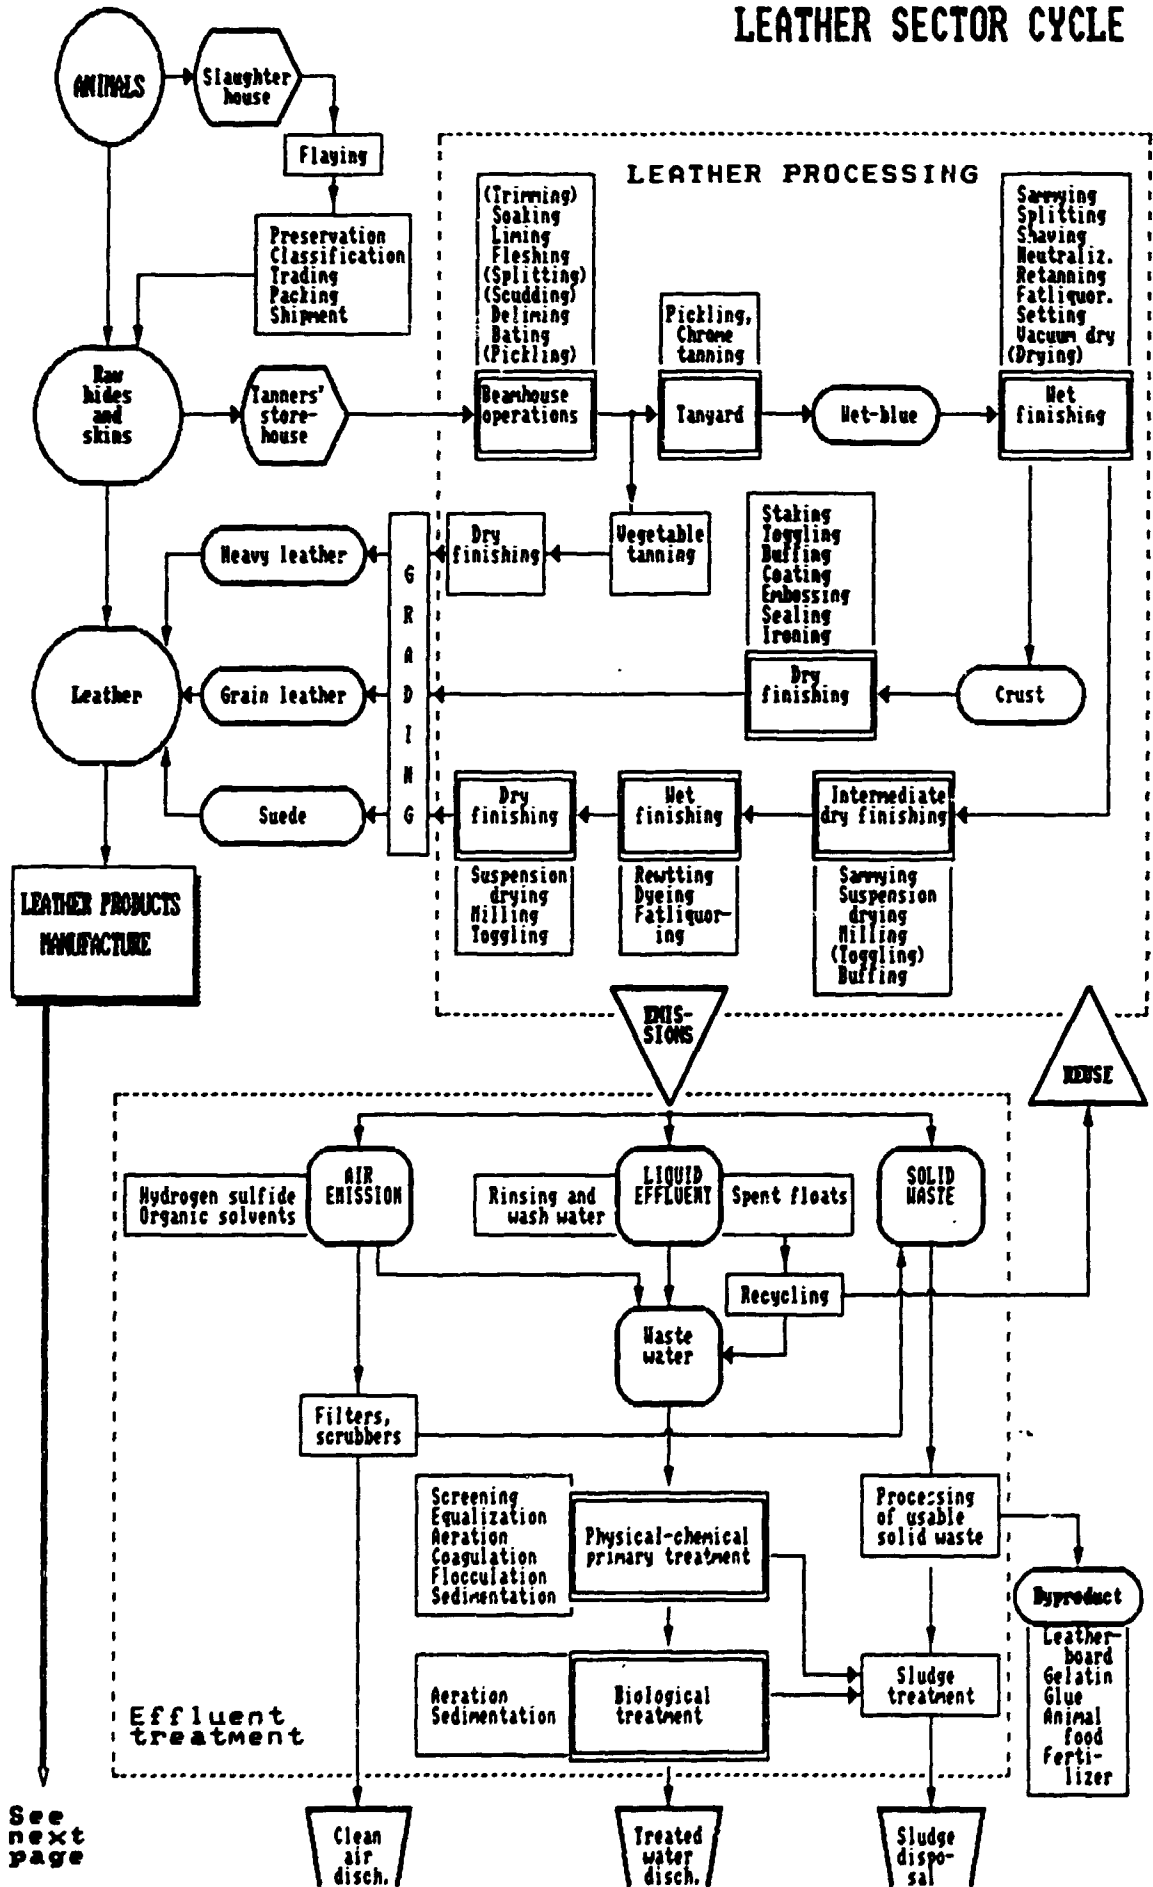 LEATHER SECTOR CYCLE
ANIMALS
Slaughter
house
Flaying
Preservation
Classification
Trading
Packing
Shipment
LEATHER PROCESSING
(Trimming)
Soaking
Liming
Fleshing
(Splitting)
(Scudding)
Deliming
Bating
(Pickling)
Pickling,
Chrome
tanning
Sammying
Splitting
Shaving
Neutraliz.
Retanning
Fatliquor.
Setting
Vacuum dry
(Drying)
Raw
hides
and
skins
Tanners'
store-
house
Beamhouse
operations
Tanyard
Wet-blue
Wet
finishing
Heavy leather
G
R
A
D
I
N
G
Dry
finishing
Vegetable
tanning
Staking
Toggling
Buffing
Coating
Embossing
Sealing
Ironing
Leather
Grain leather
Dry
finishing
Crust
Suede
Dry
finishing
Wet
finishing
Intermediate
dry finishing
Suspension
drying
Milling
Toggling
Rewtting
Dyeing
Fatliquor-
ing
Sammying
Suspension
drying
Milling
(Toggling)
Buffing
LEATHER PRODUCTS
MANUFACTURE
EMIS-
SIONS
REUSE
Hydrogen sulfide
Organic solvents
AIR
EMISSION
Rinsing and
wash water
LIQUID
EFFLUENT
Spent floats
SOLID
WASTE
Recycling
Waste
water
Filters,
scrubbers
Screening
Equalization
Aeration
Coagulation
Flocculation
Sedimentation
Physical-chemical
primary treatment
Processing
of usable
solid waste
Byproduct
Leather-
board
Gelatin
Glue
Animal
food
Ferti-
lizer
Aeration
Sedimentation
Biological
treatment
Sludge
treatment
Effluent
treatment
See
next
page
Clean
air
disch.
Treated
water
disch.
Sludge
dispo-
sal